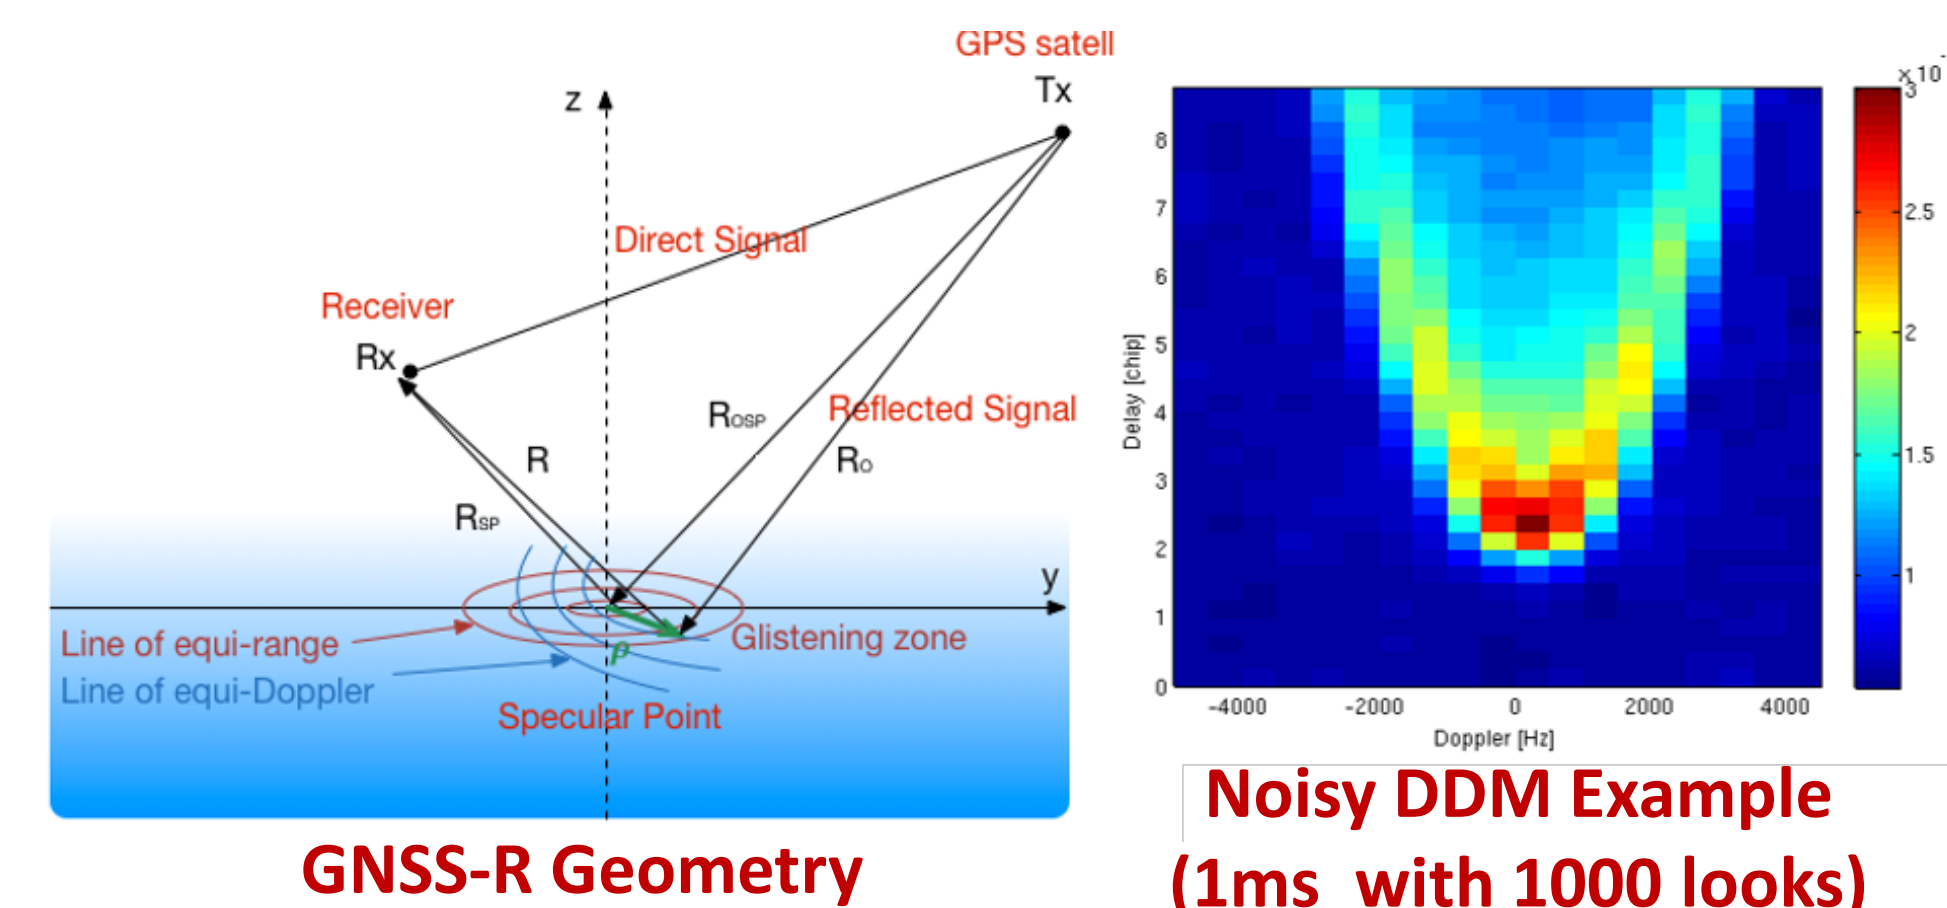 GPS satell
Tx
z
Direct Signal
Receiver
Rx
ROSP
Reflected Signal
R
RO
RSP
y
Line of equi-range
Glistening zone
ρ
Line of equi-Doppler
Specular Point
GNSS-R Geometry
×10
3
2.5
2
1.5
1
8
7
6
5
4
3
2
1
0
Delay [chip]
-4000 -2000 0 2000 4000
Doppler [Hz]
Noisy DDM Example
(1ms with 1000 looks)